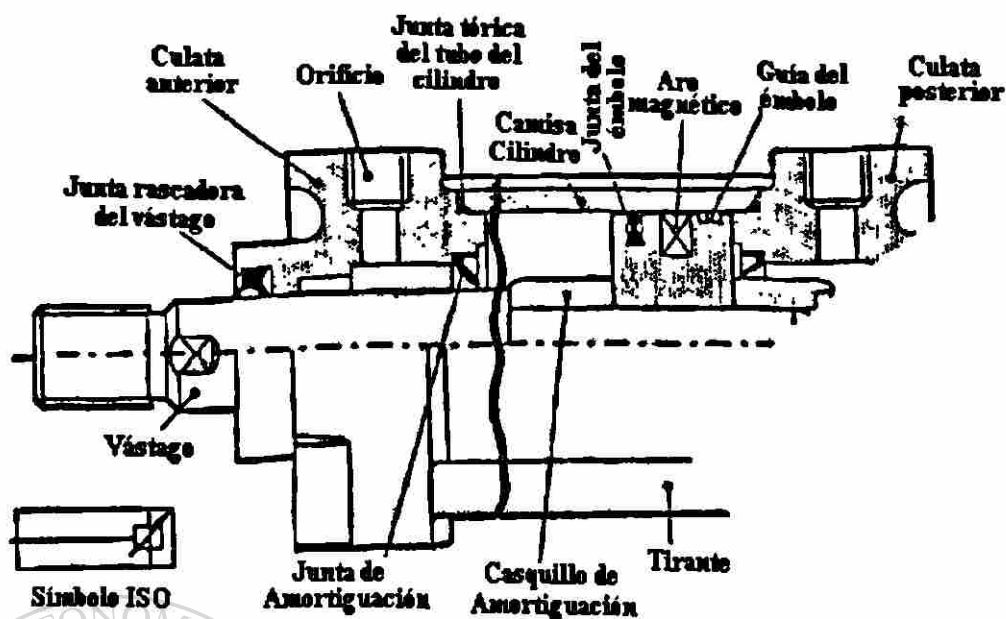 Culata
anterior
Orificio
Junta tórica
del tubo del
cilindro
Camisa
Cilindro
Junta del
émbolo
Aro
magnético
Guía del
émbolo
Culata
posterior
Junta rascadora
del vástago
Vástago
Símbolo ISO
Junta de
Amortiguación
Casquillo de
Amortiguación
Tirante